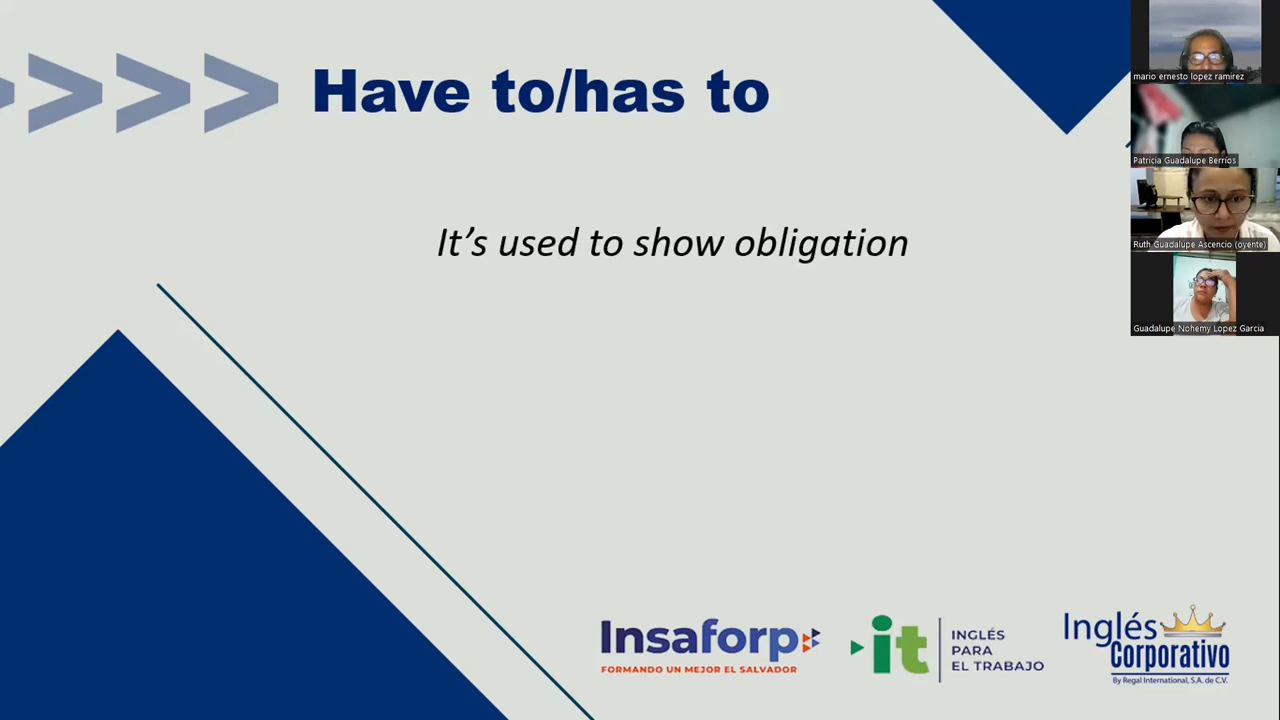 Have to/has to
It’s used to show obligation
mario ernesto lopez ramirez
Patricia Guadalupe Berríos
Ruth Guadalupe Ascencio (oyente)
Guadalupe Nohemy Lopez Garcia
Insaforp
FORMANDO UN MEJOR EL SALVADOR
it
INGLÉS
PARA
EL TRABAJO
Inglés
Corporativo
By Regal International, S.A. de C.V.